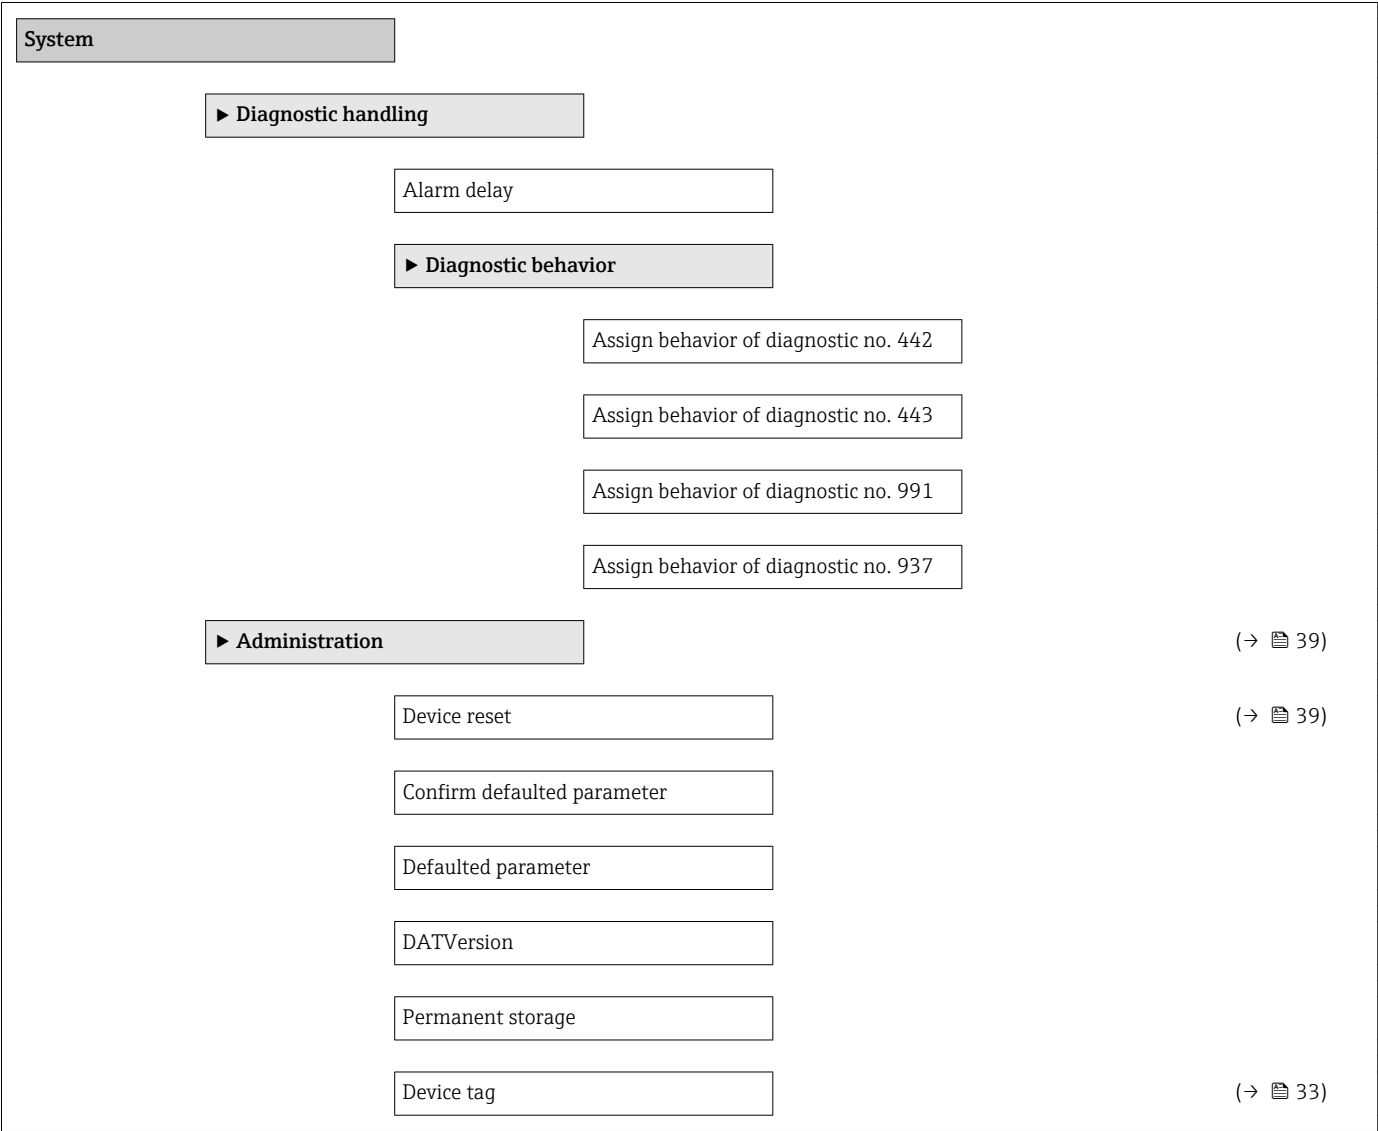 System
▶ Diagnostic handling
Alarm delay
▶ Diagnostic behavior
Assign behavior of diagnostic no. 442
Assign behavior of diagnostic no. 443
Assign behavior of diagnostic no. 991
Assign behavior of diagnostic no. 937
▶ Administration (→ 🖹 39)
Device reset (→ 🖹 39)
Confirm defaulted parameter
Defaulted parameter
DATVersion
Permanent storage
Device tag (→ 🖹 33)